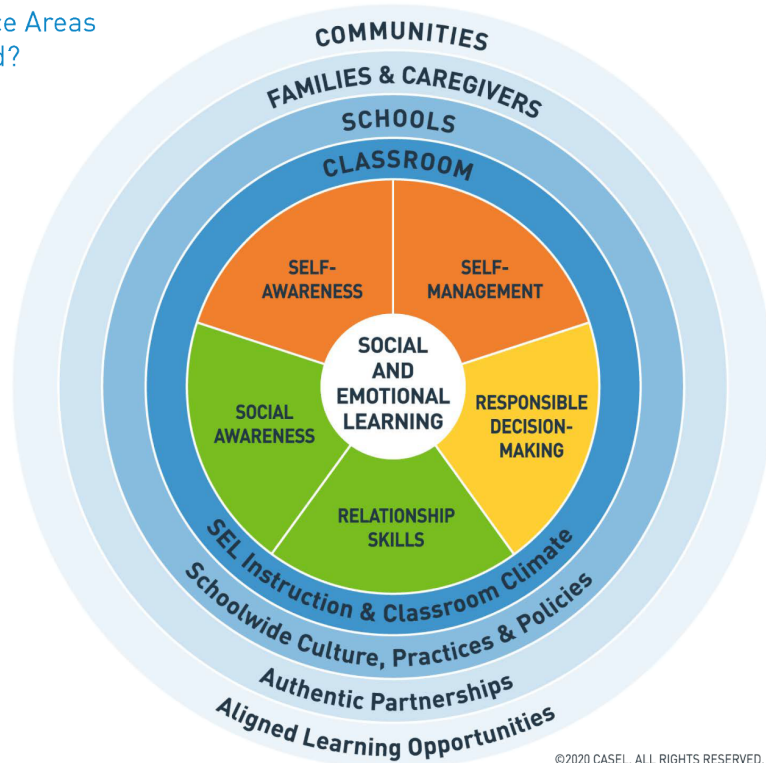 ce Areas
d?
COMMUNITIES
FAMILIES & CAREGIVERS
SCHOOLS
CLASSROOM
SELF-
AWARENESS
SELF-
MANAGEMENT
SOCIAL
AND
EMOTIONAL
LEARNING
SOCIAL
AWARENESS
RESPONSIBLE
DECISION-
MAKING
RELATIONSHIP
SKILLS
SEL Instruction & Classroom Climate
Schoolwide Culture, Practices & Policies
Authentic Partnerships
Aligned Learning Opportunities
©2020 CASEL. ALL RIGHTS RESERVED.